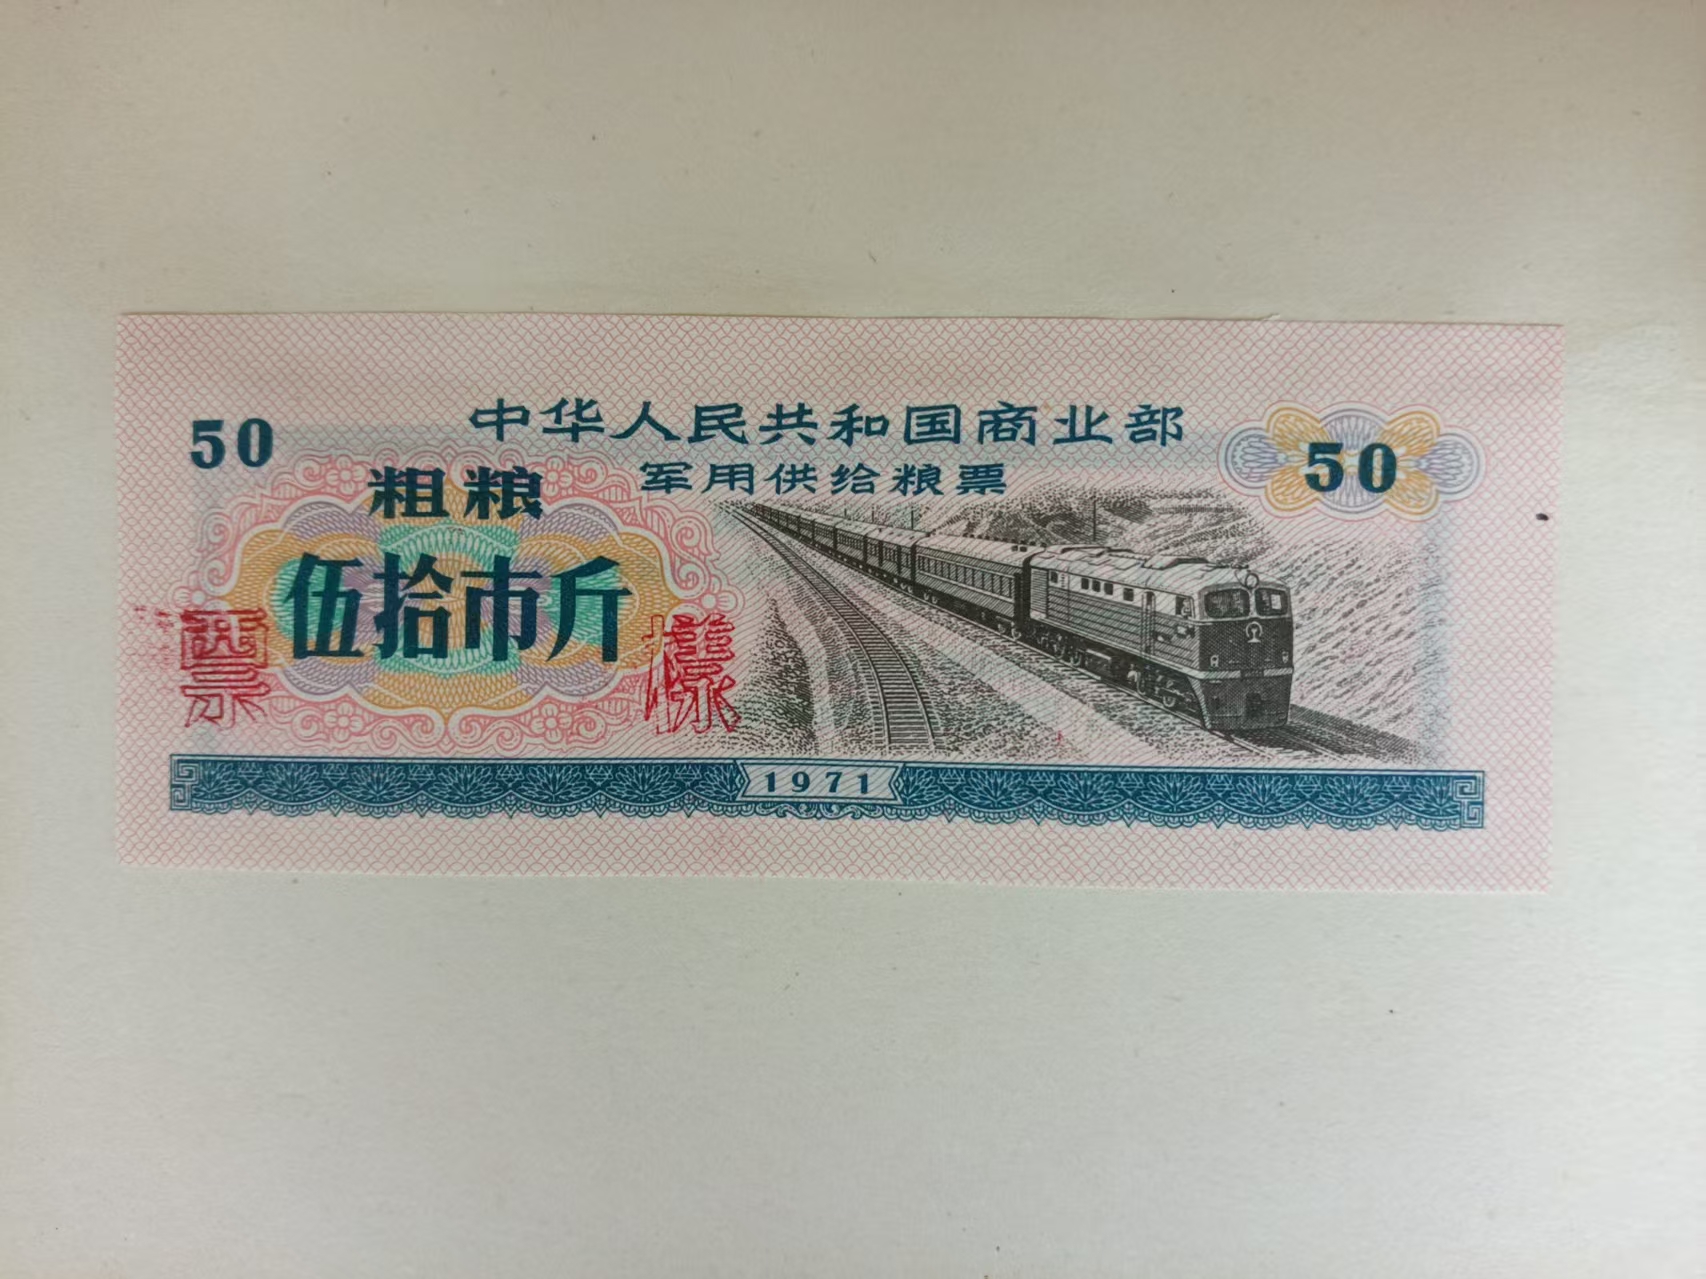 中华人民共和国商业部
50
50
军用供给粮票
粗粮
伍拾市斤
票
樣
1971